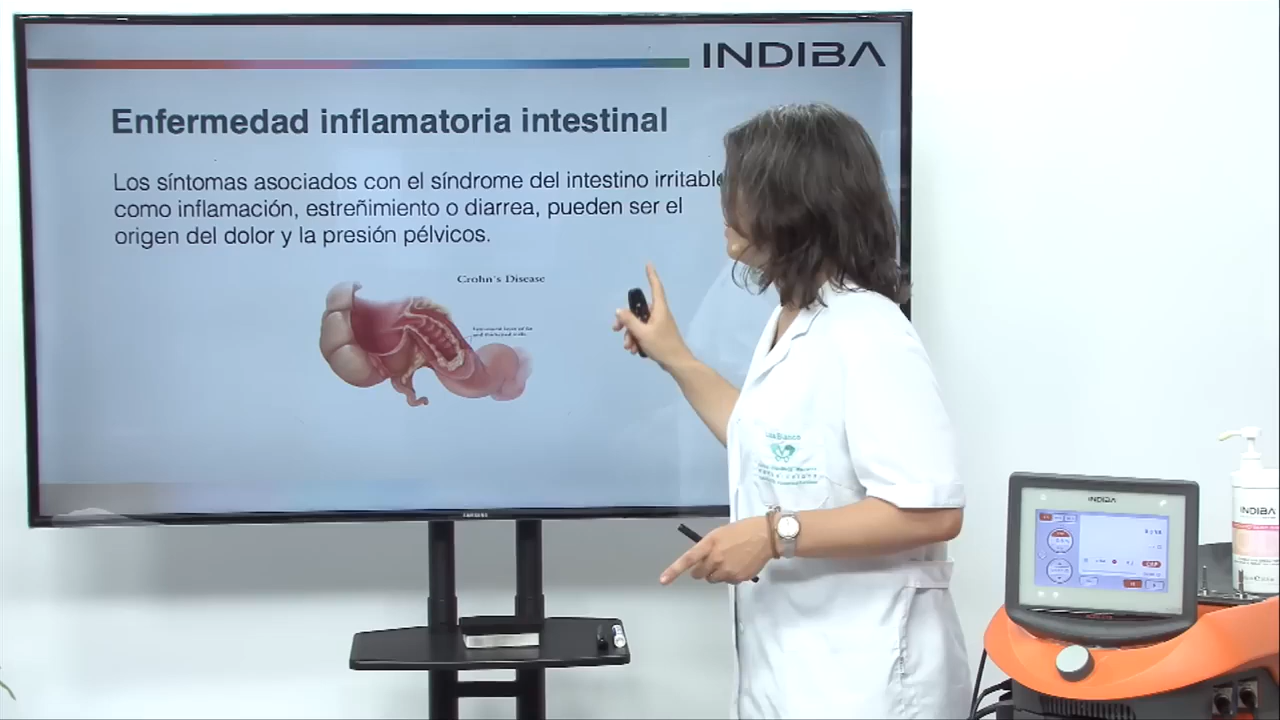 INDIBA
Enfermedad inflamatoria intestinal
Los síntomas asociados con el síndrome del intestino irritable
como inflamación, estreñimiento o diarrea, pueden ser el
origen del dolor y la presión pélvicos.
Crohn's Disease
SAMSUNG
Blanco
INDIBA
INDIBA